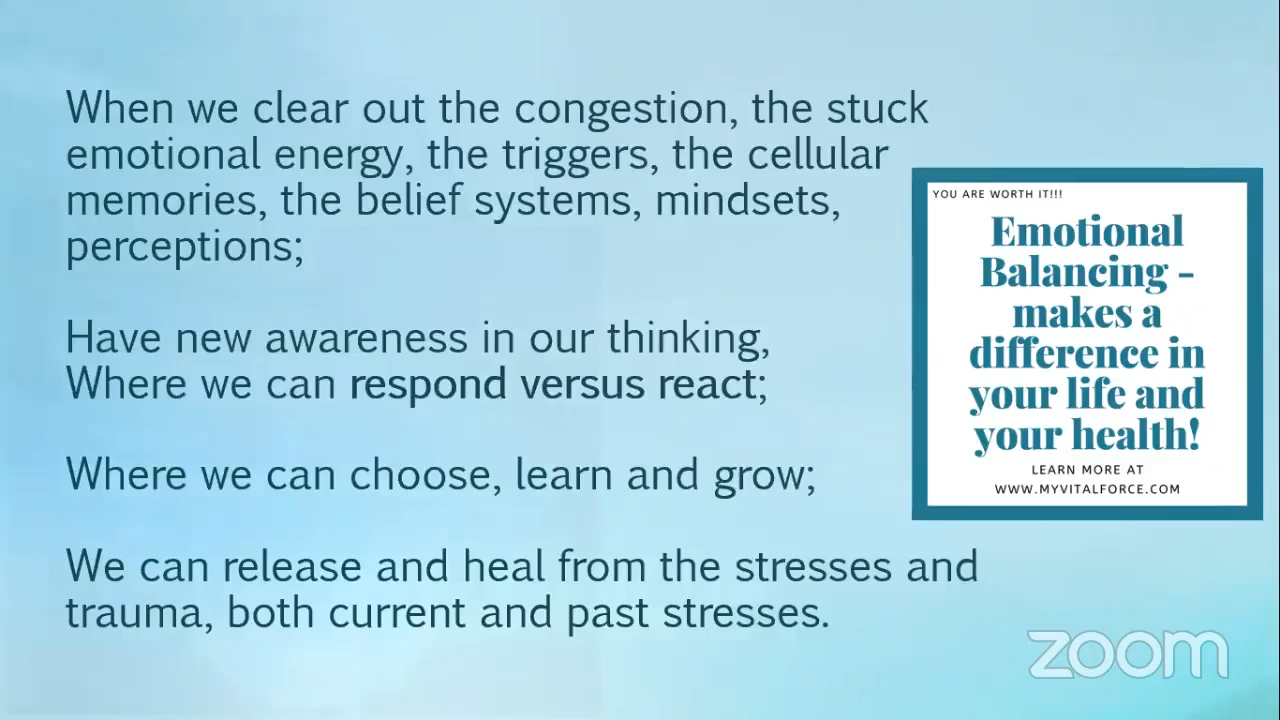 When we clear out the congestion, the stuck
emotional energy, the triggers, the cellular
memories, the belief systems, mindsets,
perceptions;
Have new awareness in our thinking,
Where we can respond versus react;
Where we can choose, learn and grow;
We can release and heal from the stresses and
trauma, both current and past stresses.
YOU ARE WORTH IT!!!
Emotional
Balancing -
makes a
difference in
your life and
your health!
LEARN MORE AT
WWW.MYVITALFORCE.COM
zoom